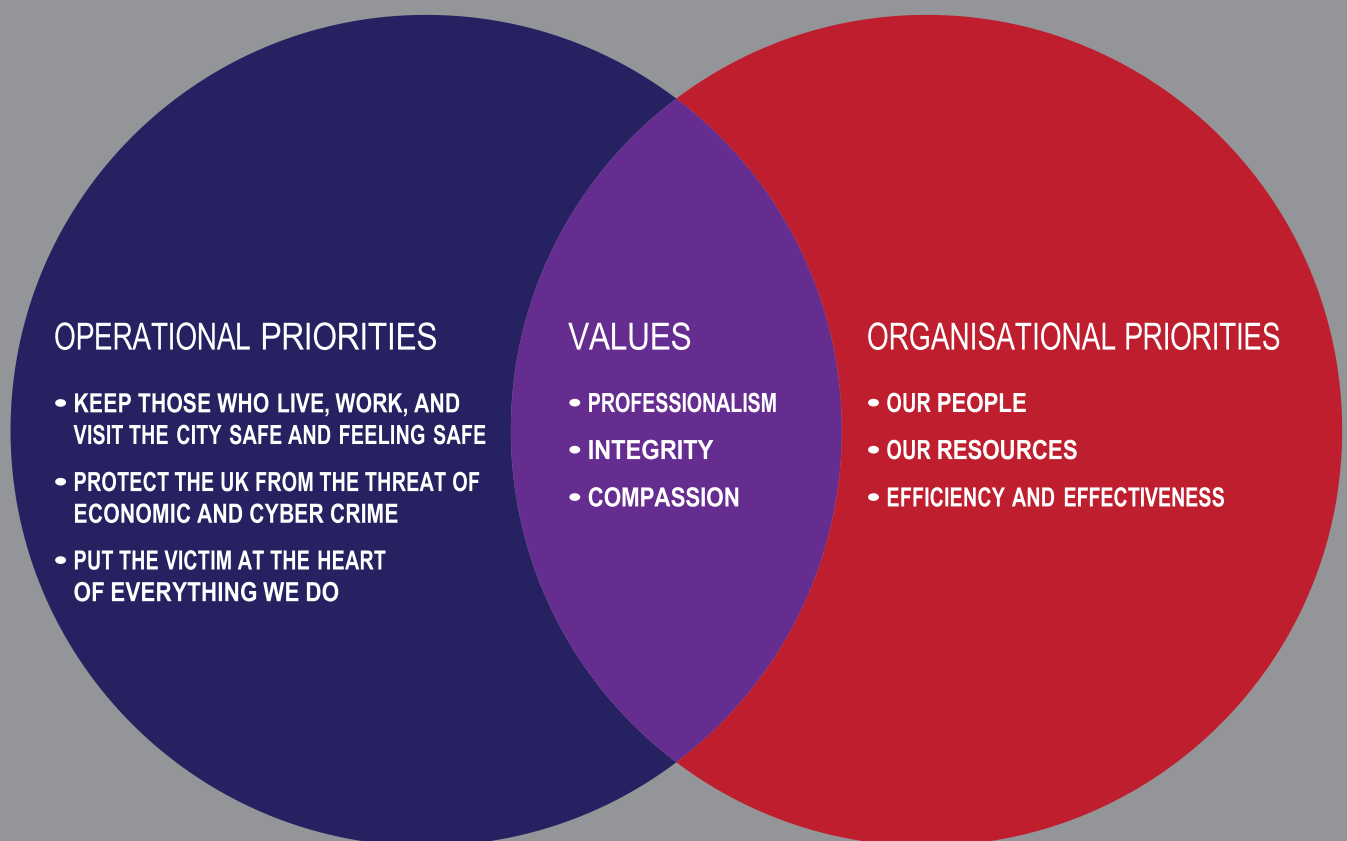 OPERATIONAL PRIORITIES
• KEEP THOSE WHO LIVE, WORK, AND
VISIT THE CITY SAFE AND FEELING SAFE
• PROTECT THE UK FROM THE THREAT OF
ECONOMIC AND CYBER CRIME
• PUT THE VICTIM AT THE HEART
OF EVERYTHING WE DO
VALUES
• PROFESSIONALISM
• INTEGRITY
• COMPASSION
ORGANISATIONAL PRIORITIES
• OUR PEOPLE
• OUR RESOURCES
• EFFICIENCY AND EFFECTIVENESS